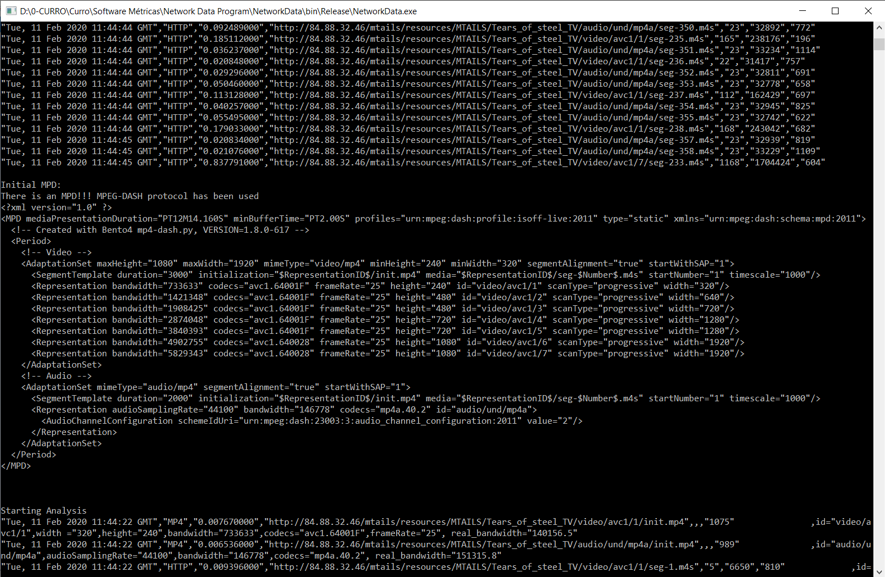 D:\0-CURRO\Curro\Software Métricas\Network Data Program\NetworkData\bin\Release\NetworkData.exe
"Tue, 11 Feb 2020 11:44:44 GMT","HTTP","0.092489000","http://84.88.32.46/mtails/resources/MTAILS/Tears_of_steel_TV/audio/und/mp4a/seg-350.m4s","23","32892","772"
"Tue, 11 Feb 2020 11:44:44 GMT","HTTP","0.185112000","http://84.88.32.46/mtails/resources/MTAILS/Tears_of_steel_TV/video/avc1/1/seg-235.m4s","165","238176","196"
"Tue, 11 Feb 2020 11:44:44 GMT","HTTP","0.036237000","http://84.88.32.46/mtails/resources/MTAILS/Tears_of_steel_TV/audio/und/mp4a/seg-351.m4s","23","33234","1114"
"Tue, 11 Feb 2020 11:44:44 GMT","HTTP","0.020848000","http://84.88.32.46/mtails/resources/MTAILS/Tears_of_steel_TV/video/avc1/1/seg-236.m4s","22","31417","757"
"Tue, 11 Feb 2020 11:44:44 GMT","HTTP","0.029296000","http://84.88.32.46/mtails/resources/MTAILS/Tears_of_steel_TV/audio/und/mp4a/seg-352.m4s","23","32811","691"
"Tue, 11 Feb 2020 11:44:44 GMT","HTTP","0.050460000","http://84.88.32.46/mtails/resources/MTAILS/Tears_of_steel_TV/audio/und/mp4a/seg-353.m4s","23","32778","658"
"Tue, 11 Feb 2020 11:44:44 GMT","HTTP","0.113128000","http://84.88.32.46/mtails/resources/MTAILS/Tears_of_steel_TV/video/avc1/1/seg-237.m4s","112","162429","697"
"Tue, 11 Feb 2020 11:44:44 GMT","HTTP","0.040257000","http://84.88.32.46/mtails/resources/MTAILS/Tears_of_steel_TV/audio/und/mp4a/seg-354.m4s","23","32945","825"
"Tue, 11 Feb 2020 11:44:44 GMT","HTTP","0.055495000","http://84.88.32.46/mtails/resources/MTAILS/Tears_of_steel_TV/audio/und/mp4a/seg-355.m4s","23","32742","622"
"Tue, 11 Feb 2020 11:44:44 GMT","HTTP","0.179033000","http://84.88.32.46/mtails/resources/MTAILS/Tears_of_steel_TV/video/avc1/1/seg-238.m4s","168","243042","682"
"Tue, 11 Feb 2020 11:44:45 GMT","HTTP","0.020834000","http://84.88.32.46/mtails/resources/MTAILS/Tears_of_steel_TV/audio/und/mp4a/seg-357.m4s","23","32939","819"
"Tue, 11 Feb 2020 11:44:45 GMT","HTTP","0.021076000","http://84.88.32.46/mtails/resources/MTAILS/Tears_of_steel_TV/audio/und/mp4a/seg-358.m4s","23","33229","1109"
"Tue, 11 Feb 2020 11:44:45 GMT","HTTP","0.837791000","http://84.88.32.46/mtails/resources/MTAILS/Tears_of_steel_TV/video/avc1/7/seg-233.m4s","1168","1704424","604"
Initial MPD:
There is an MPD!!! MPEG-DASH protocol has been used
<?xml version="1.0" ?>
<MPD mediaPresentationDuration="PT12M14.160S" minBufferTime="PT2.00S" profiles="urn:mpeg:dash:profile:isoff-live:2011" type="static" xmlns="urn:mpeg:dash:schema:mpd:2011">
<!-- Created with Bento4 mp4-dash.py, VERSION=1.8.0-617 -->
<Period>
<!-- Video -->
<AdaptationSet maxHeight="1080" maxWidth="1920" mimeType="video/mp4" minHeight="240" minWidth="320" segmentAlignment="true" startWithSAP="1">
<SegmentTemplate duration="3000" initialization="$RepresentationID$/init.mp4" media="$RepresentationID$/seg-$Number$.m4s" startNumber="1" timescale="1000"/>
<Representation bandwidth="733633" codecs="avc1.64001F" frameRate="25" height="240" id="video/avc1/1" scanType="progressive" width="320"/>
<Representation bandwidth="1421348" codecs="avc1.64001F" frameRate="25" height="480" id="video/avc1/2" scanType="progressive" width="640"/>
<Representation bandwidth="1908425" codecs="avc1.64001F" frameRate="25" height="480" id="video/avc1/3" scanType="progressive" width="720"/>
<Representation bandwidth="2874048" codecs="avc1.64001F" frameRate="25" height="720" id="video/avc1/4" scanType="progressive" width="1280"/>
<Representation bandwidth="3840393" codecs="avc1.64001F" frameRate="25" height="720" id="video/avc1/5" scanType="progressive" width="1280"/>
<Representation bandwidth="4902755" codecs="avc1.640028" frameRate="25" height="1080" id="video/avc1/6" scanType="progressive" width="1920"/>
<Representation bandwidth="5829343" codecs="avc1.640028" frameRate="25" height="1080" id="video/avc1/7" scanType="progressive" width="1920"/>
</AdaptationSet>
<!-- Audio -->
<AdaptationSet mimeType="audio/mp4" segmentAlignment="true" startWithSAP="1">
<SegmentTemplate duration="2000" initialization="$RepresentationID$/init.mp4" media="$RepresentationID$/seg-$Number$.m4s" startNumber="1" timescale="1000"/>
<Representation audioSamplingRate="44100" bandwidth="146778" codecs="mp4a.40.2" id="audio/und/mp4a">
<AudioChannelConfiguration schemeIdUri="urn:mpeg:dash:23003:3:audio_channel_configuration:2011" value="2"/>
</Representation>
</AdaptationSet>
</Period>
</MPD>
Starting Analysis
"Tue, 11 Feb 2020 11:44:22 GMT","MP4","0.007670000","http://84.88.32.46/mtails/resources/MTAILS/Tears_of_steel_TV/video/avc1/1/init.mp4",,,"1075" ,id="video/a
vc1/1",width ="320",height="240",bandwidth="733633",codecs="avc1.64001F",frameRate="25", real_bandwidth="140156.5"
"Tue, 11 Feb 2020 11:44:22 GMT","MP4","0.006536000","http://84.88.32.46/mtails/resources/MTAILS/Tears_of_steel_TV/audio/und/mp4a/init.mp4",,,"989" ,id="audio/u
nd/mp4a",audioSamplingRate="44100",bandwidth="146778",codecs="mp4a.40.2", real_bandwidth="151315.8"
"Tue, 11 Feb 2020 11:44:22 GMT","HTTP","0.009396000","http://84.88.32.46/mtails/resources/MTAILS/Tears_of_steel_TV/video/avc1/1/seg-1.m4s","5","6650","810" ,id=